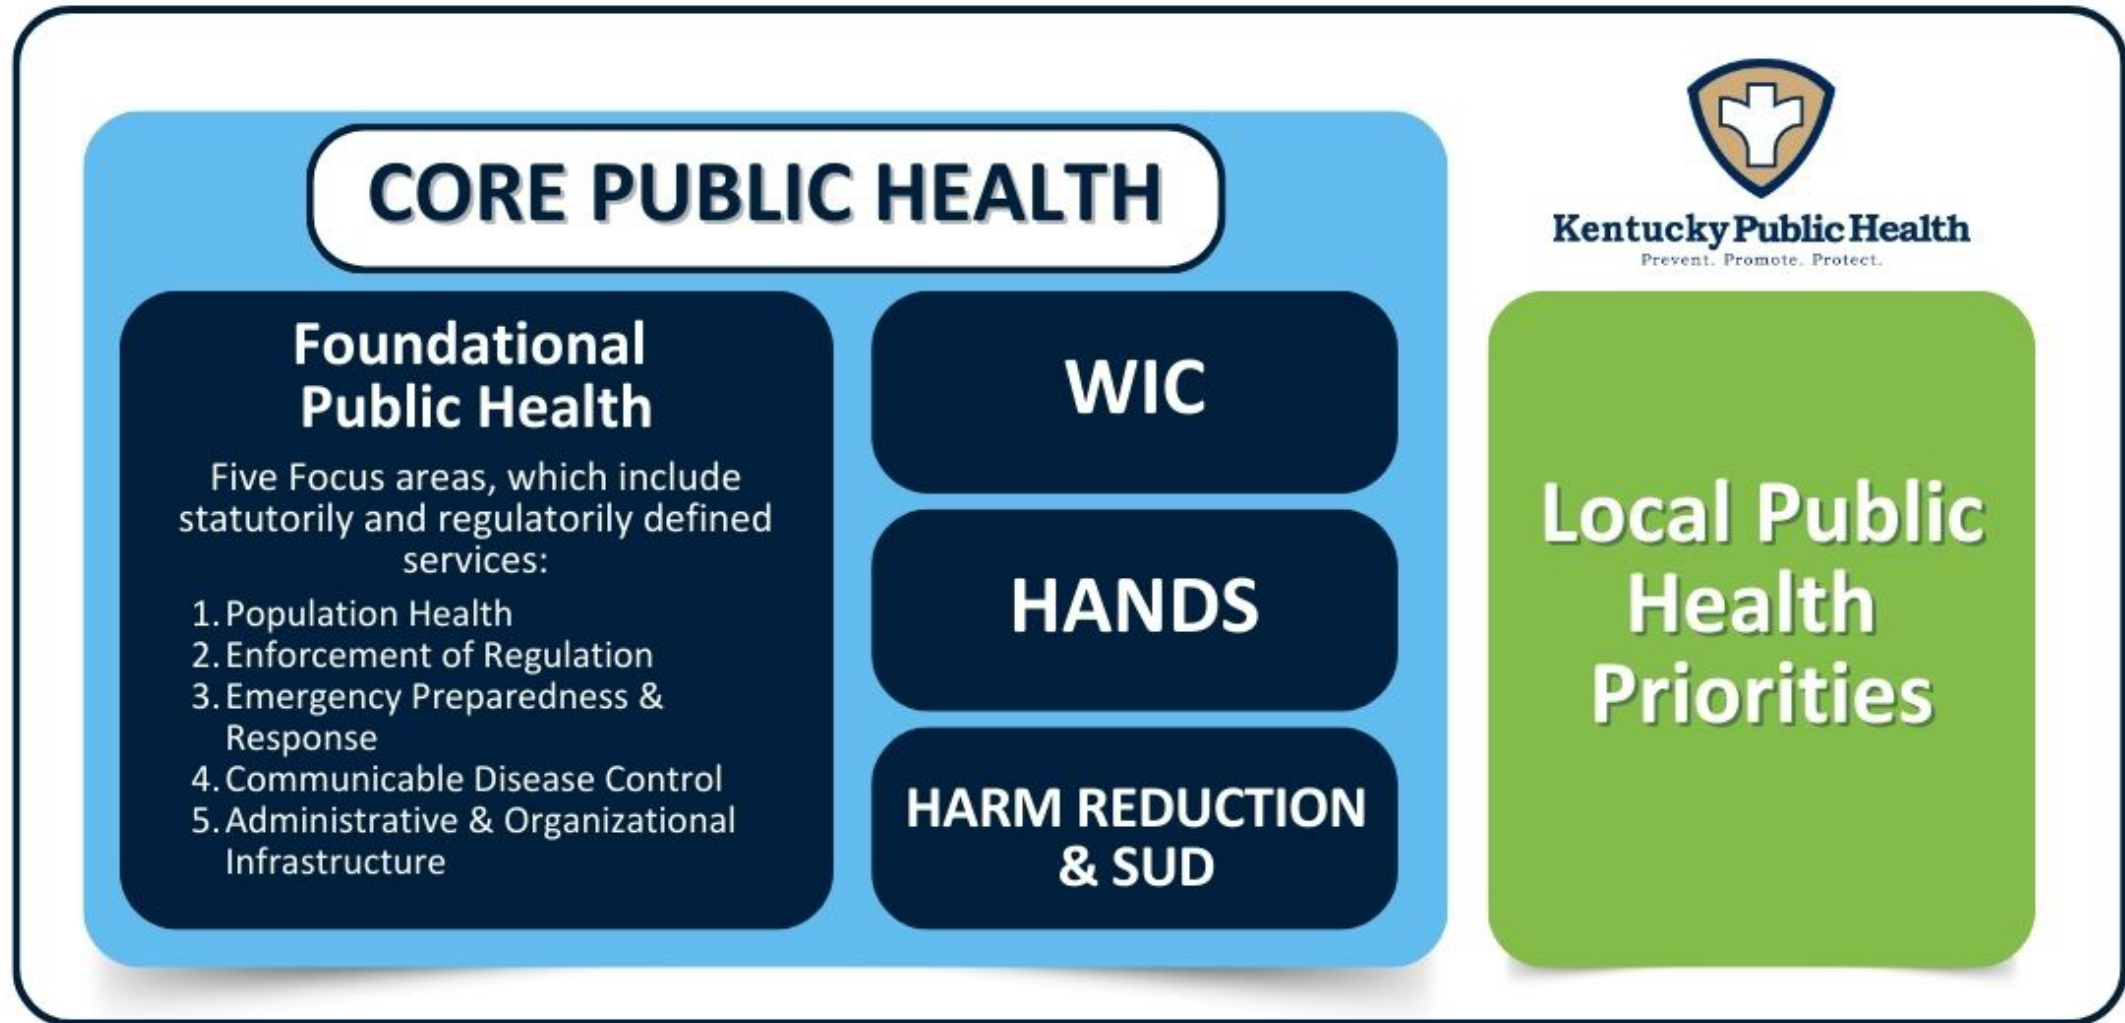 CORE PUBLIC HEALTH
Kentucky Public Health
Prevent. Promote. Protect.
Foundational
Public Health
Five Focus areas, which include
statutorily and regulatorily defined
services:
1. Population Health
2. Enforcement of Regulation
3. Emergency Preparedness &
Response
4. Communicable Disease Control
5. Administrative & Organizational
Infrastructure
WIC
HANDS
HARM REDUCTION
& SUD
Local Public
Health
Priorities